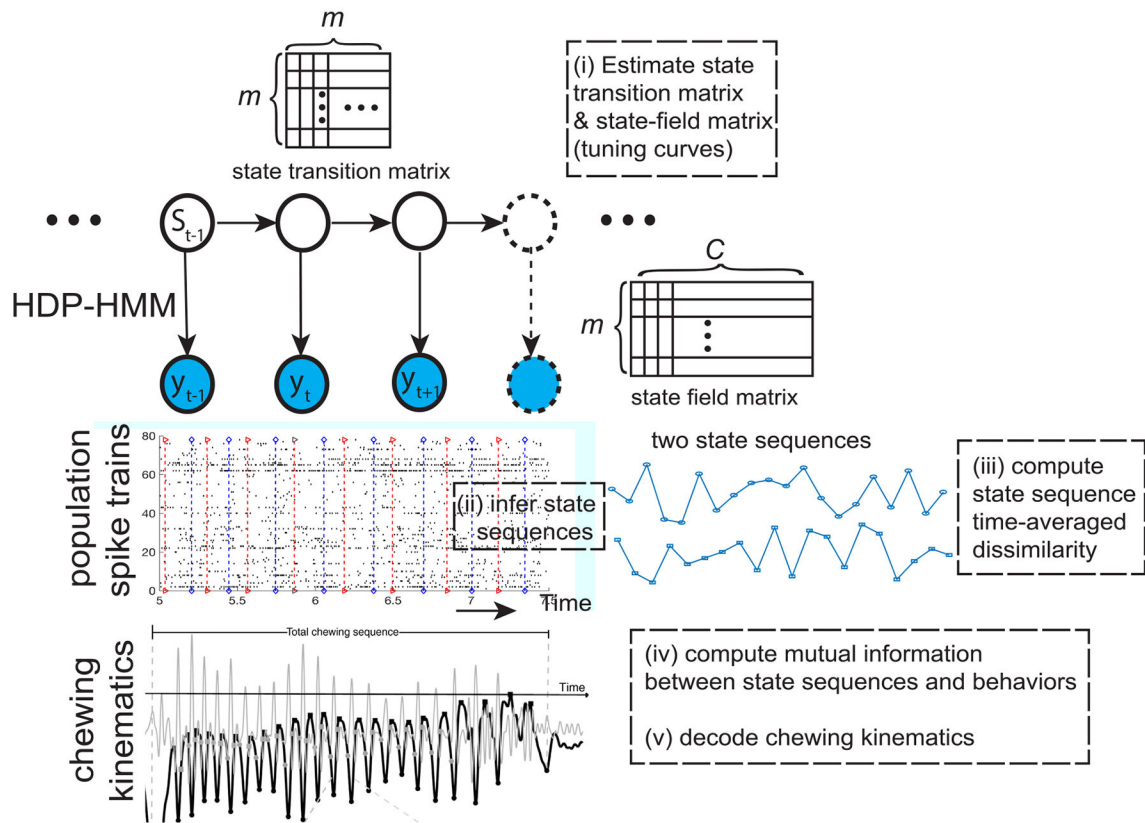 m
m
state transition matrix
(i) Estimate state
transition matrix
& state-field matrix
(tuning curves)
S t-1
HDP-HMM
C
m
state field matrix
y t-1
y t
y t+1
population
spike trains
80
60
40
20
0
5
5.5
6
6.5
7
7.5
Time
(ii) infer state
sequences
two state sequences
(iii) compute
state sequence
time-averaged
dissimilarity
chewing
kinematics
Total chewing sequence
Time
(iv) compute mutual information
between state sequences and behaviors
(v) decode chewing kinematics